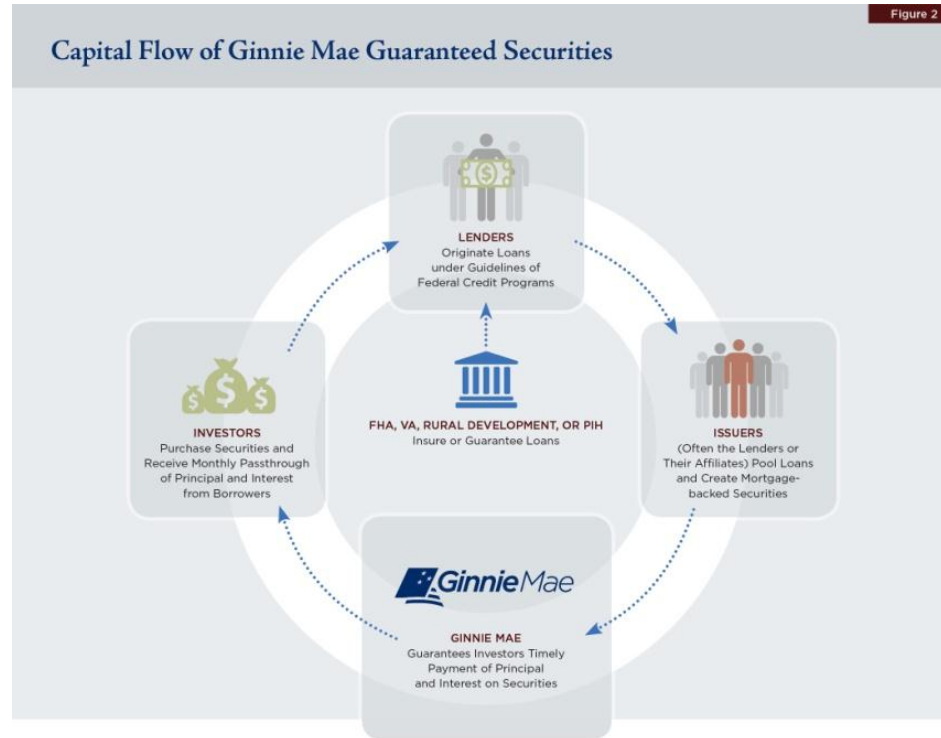 Figure 2
Capital Flow of Ginnie Mae Guaranteed Securities
$
LENDERS
Originate Loans
under Guidelines of
Federal Credit Programs
FHA, VA, RURAL DEVELOPMENT, OR PIH
Insure or Guarantee Loans
$ $ $
INVESTORS
Purchase Securities and
Receive Monthly Passthrough
of Principal and Interest
from Borrowers
ISSUERS
(Often the Lenders or
Their Affiliates) Pool Loans
and Create Mortgage-
backed Securities
GinnieMae
GINNIE MAE
Guarantees Investors Timely
Payment of Principal
and Interest on Securities